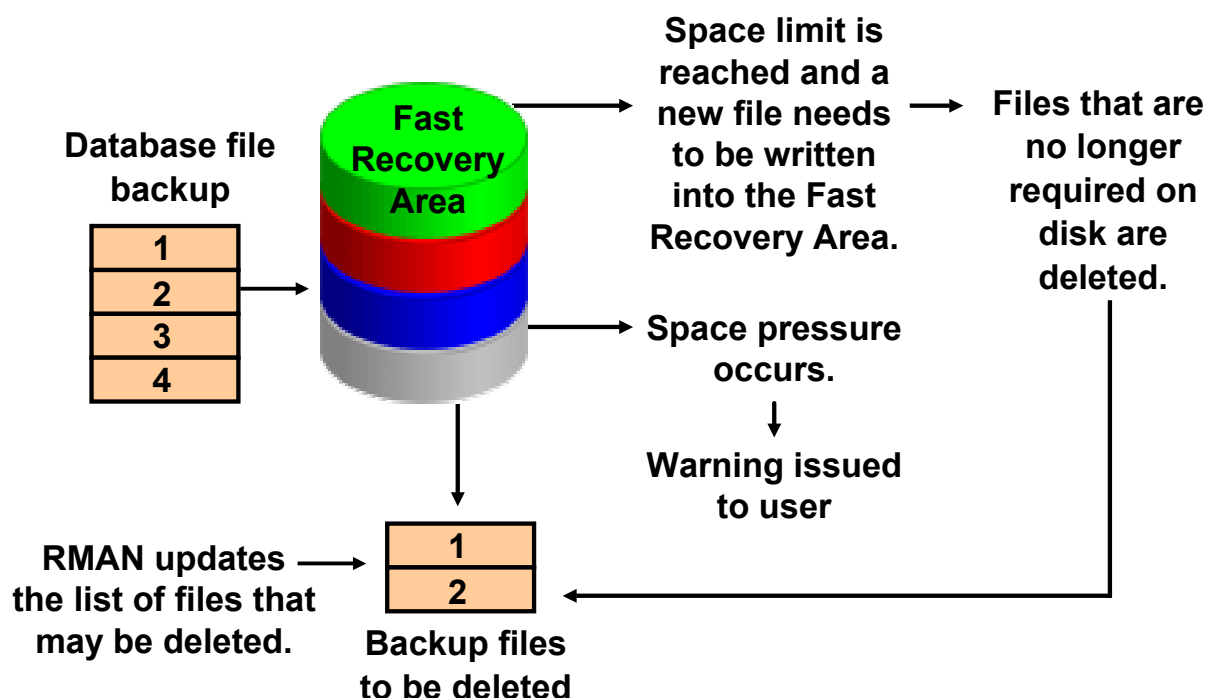 Database file
backup
1
2
3
4
Fast
Recovery
Area
Space limit is
reached and a
new file needs
to be written
into the Fast
Recovery Area.
Files that are
no longer
required on
disk are
deleted.
Space pressure
occurs.
Warning issued
to user
RMAN updates
the list of files that
may be deleted.
1
2
Backup files
to be deleted